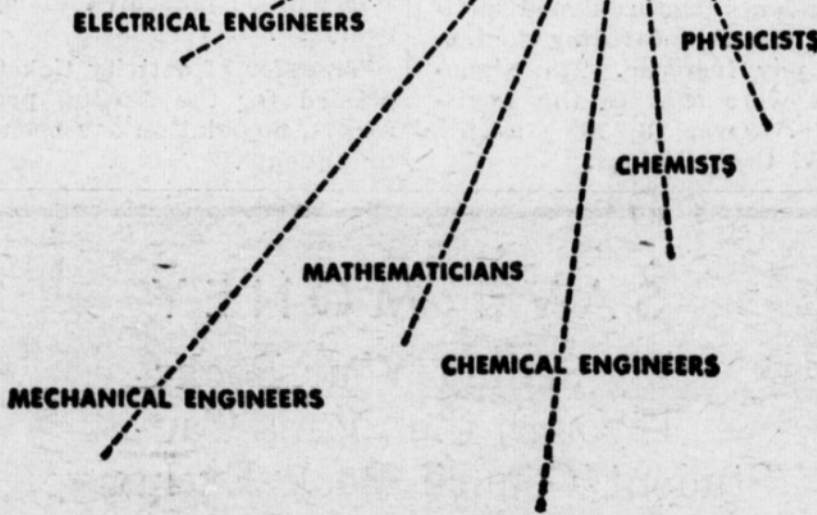 ELECTRICAL ENGINEERS
PHYSICISTS
CHEMISTS
MATHEMATICIANS
CHEMICAL ENGINEERS
MECHANICAL ENGINEERS